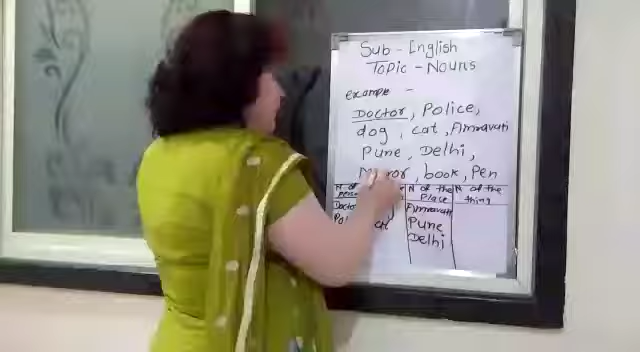 Sub - English
Topic - Nouns
example -
Doctor, Police,
dog, cat, Amravati
Pune, Delhi,
book, Pen
N of the Place
N of the thing
Doctor Amravati
Pune
Delhi